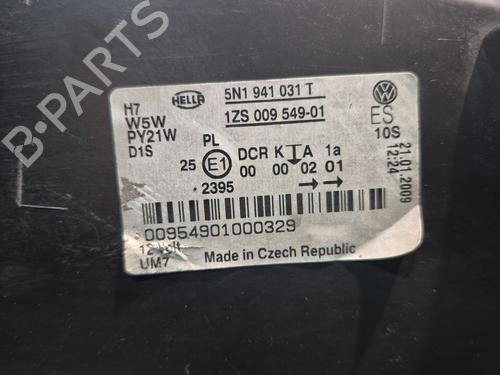 HELLA
5N1 941 031 T
1ZS 009 549-01
H7
W5W
PY21W
D1S
ES
10S
21.01.2009
12:24
PL
25 E1 DCR K A 1a
00 00 02 01
2395
00954901000329
Made in Czech Republic
UM7
B-PARTS